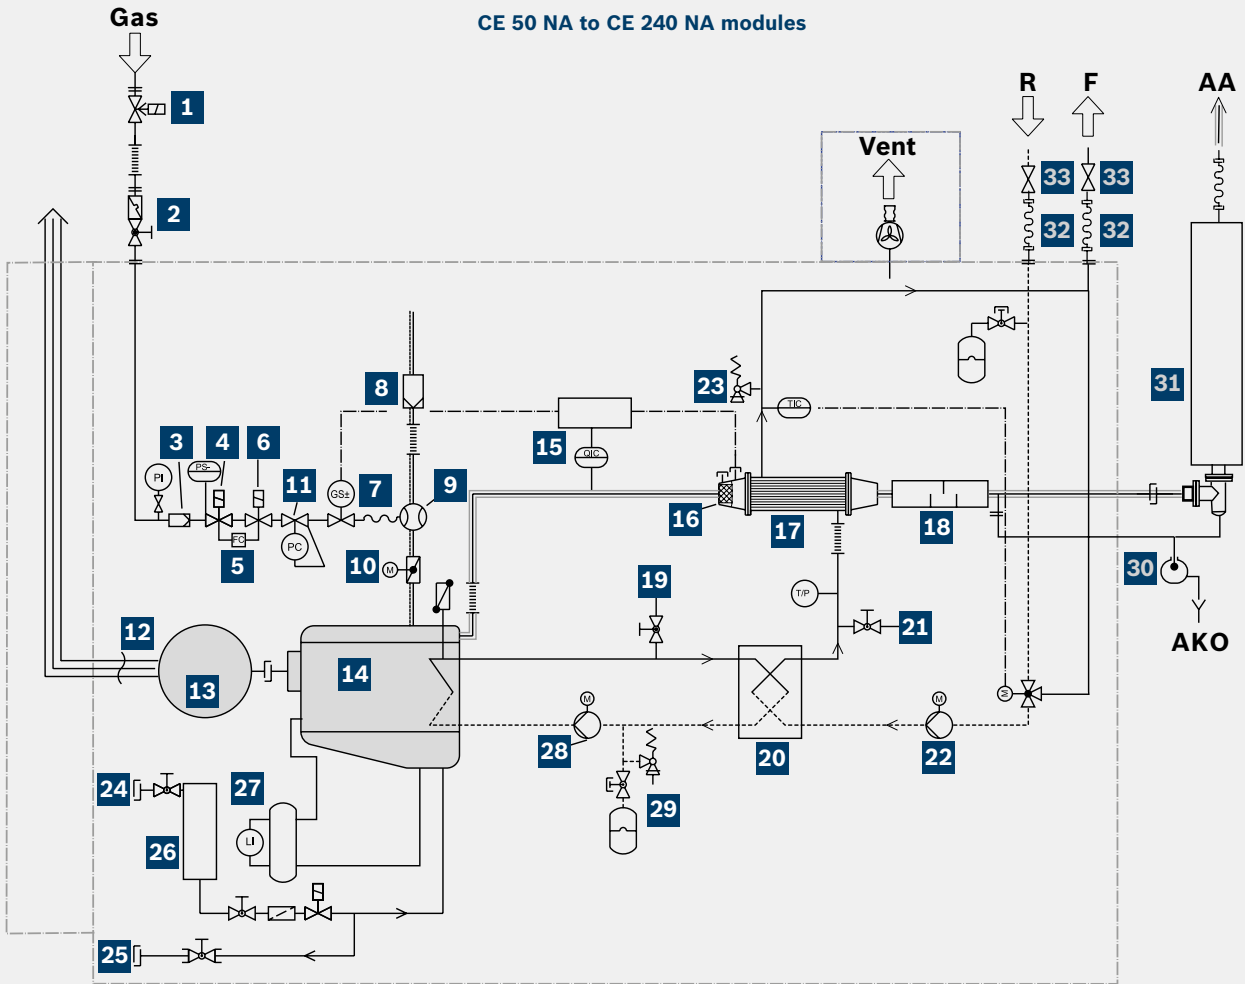 CE 50 NA to CE 240 NA modules
Gas
R F AA
1
Vent
33 33
2
32 32
8
23
31
TIC
3 4 6
15
PS-
QIC
11
PI
7 9
GS±
16
17
18
FC
PC
5
10
M
19
30
T/P
12
21
AKO
14
13
M
M
M
28
20
22
24
27
29
LI
26
25